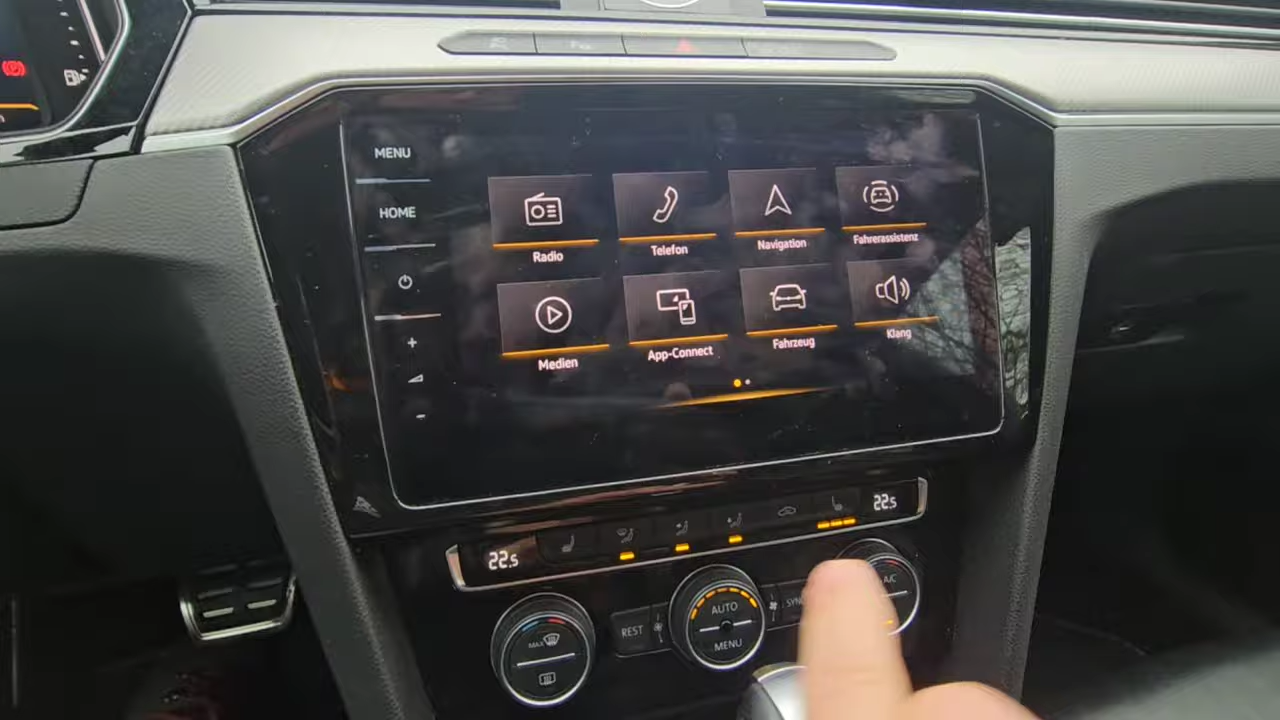 MENU
HOME
Radio
Telefon
Navigation
Fahrerassistenz
Medien
App-Connect
Fahrzeug
Klang
+
-
22.5
22.5
MAX
REST
AUTO
MENU
SYNC
A/C